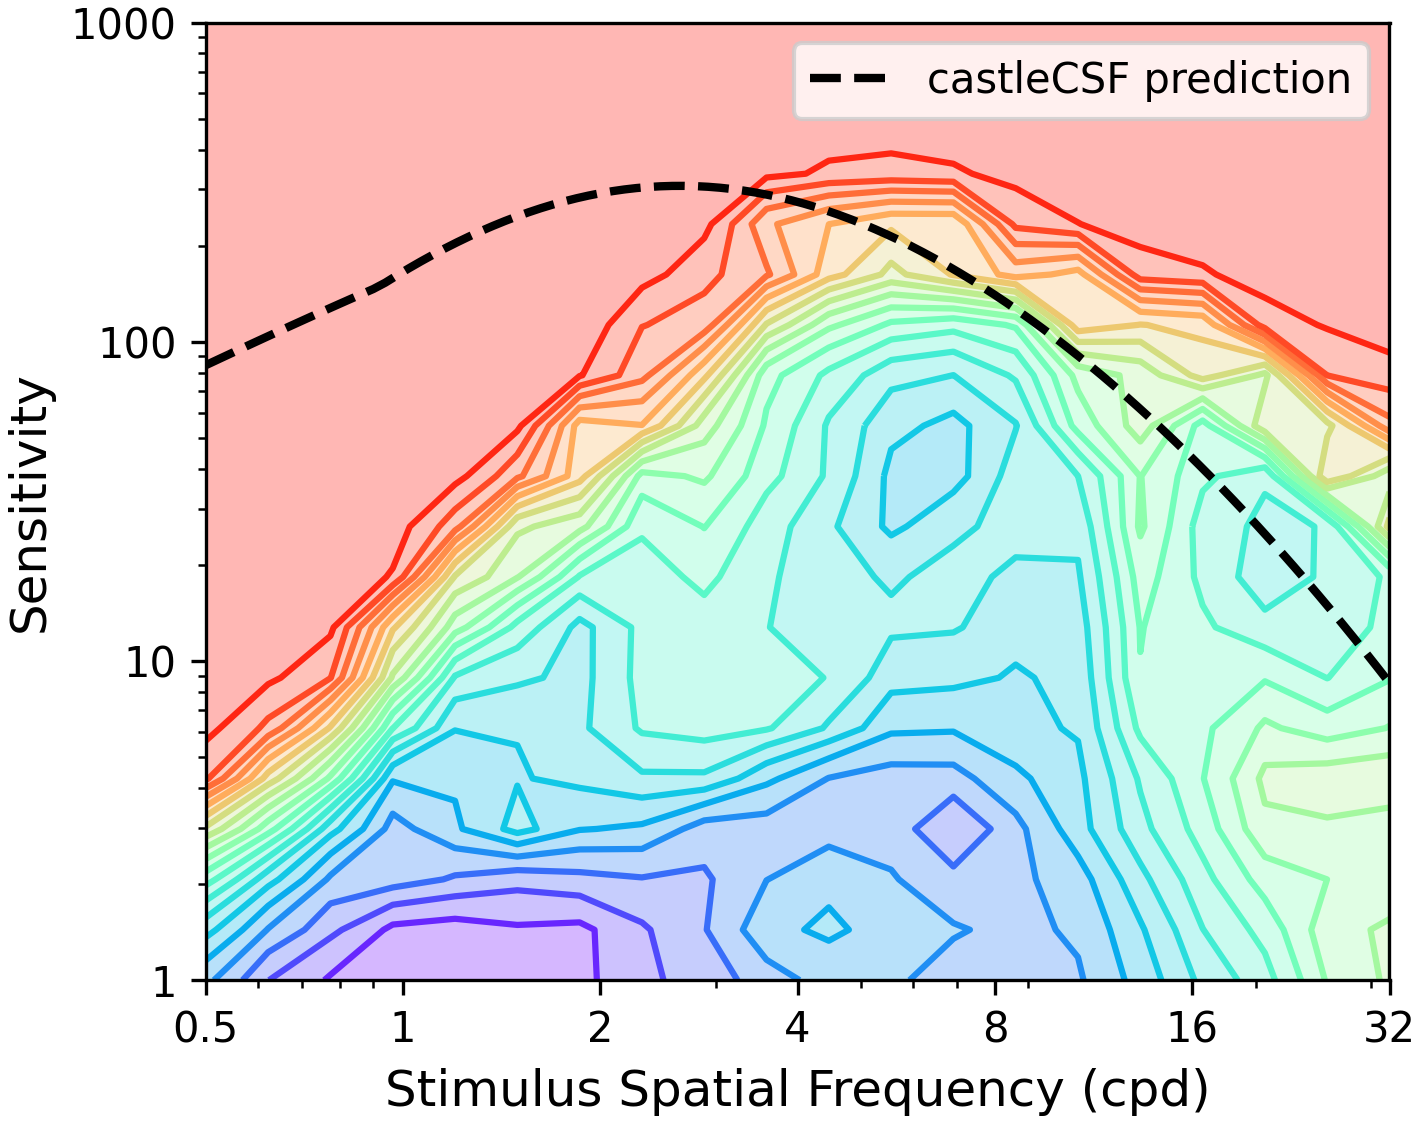 castleCSF prediction
1000
100
10
1
Sensitivity
0.5 1 2 4 8 16 32
Stimulus Spatial Frequency (cpd)